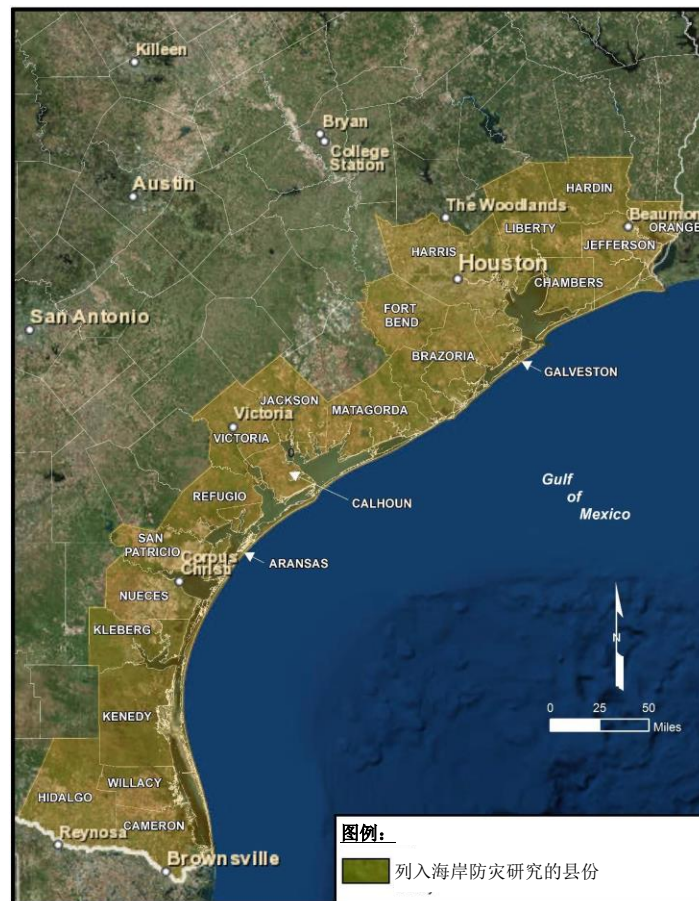 Killeen
Bryan
College
Station
Austin
HARDIN
The Woodlands
Beaumon
LIBERTY
ORANGE
HARRIS
JEFFERSON
Houston
CHAMBERS
San Antonio
FORT
BEND
BRAZORIA
GALVESTON
JACKSON
MATAGORDA
Victoria
VICTORIA
Gulf
of
Mexico
REFUGIO
CALHOUN
SAN
PATRICIO
Corpus
Christi
ARANSAS
NUECES
KLEBERG
N
KENEDY
0 25 50
Miles
WILLACY
HIDALGO
CAMERON
Reynosa
Brownsville
图例：
列入海岸防灾研究的县份